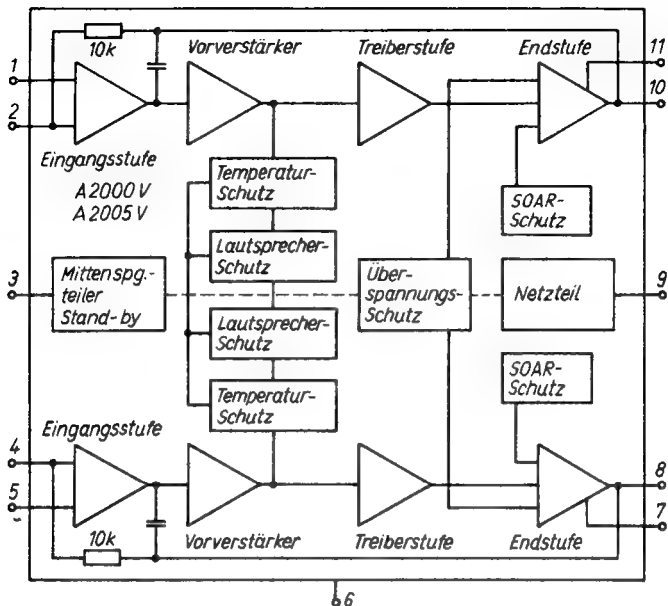 10k
Vorverstärker
Treiberstufe
Endstufe
11
1
10
2
Eingangsstufe
A2000V
A2005V
Temperatur-
Schutz
SOAR-
Schutz
Lautsprecher-
Schutz
3
Mittenspg.-
teiler
Stand-by
Über-
spannungs-
Schutz
Netzteil
9
Lautsprecher-
Schutz
Temperatur-
Schutz
SOAR-
Schutz
Eingangsstufe
4
8
5
7
10k
Vorverstärker
Treiberstufe
Endstufe
6